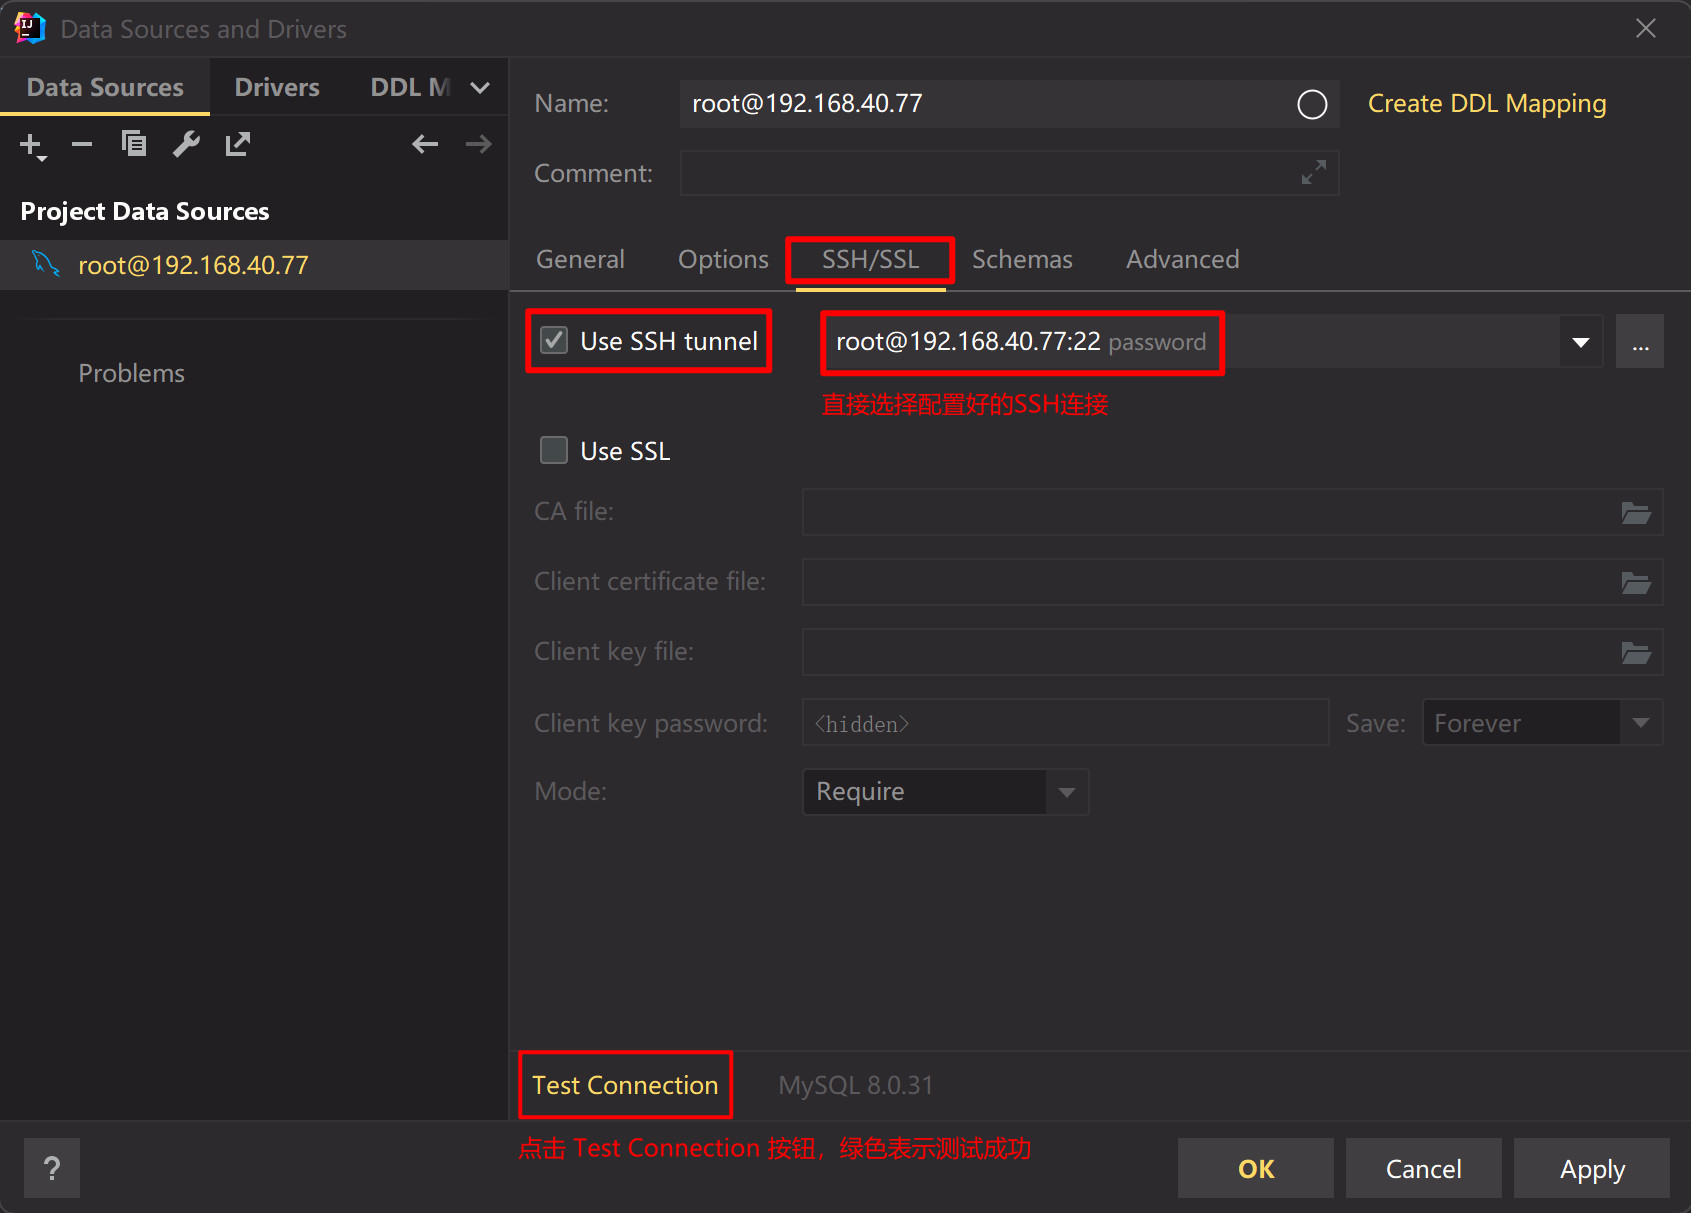 Data Sources and Drivers
Data Sources Drivers DDL M
Project Data Sources
root@192.168.40.77
Problems
Name: root@192.168.40.77 Create DDL Mapping
Comment:
General Options SSH/SSL Schemas Advanced
Use SSH tunnel root@192.168.40.77:22 password ...
直接选择配置好的SSH连接
Use SSL
CA file:
Client certificate file:
Client key file:
Client key password: <hidden> Save: Forever
Mode: Require
Test Connection MySQL 8.0.31
点击 Test Connection 按钮，绿色表示测试成功
? OK Cancel Apply